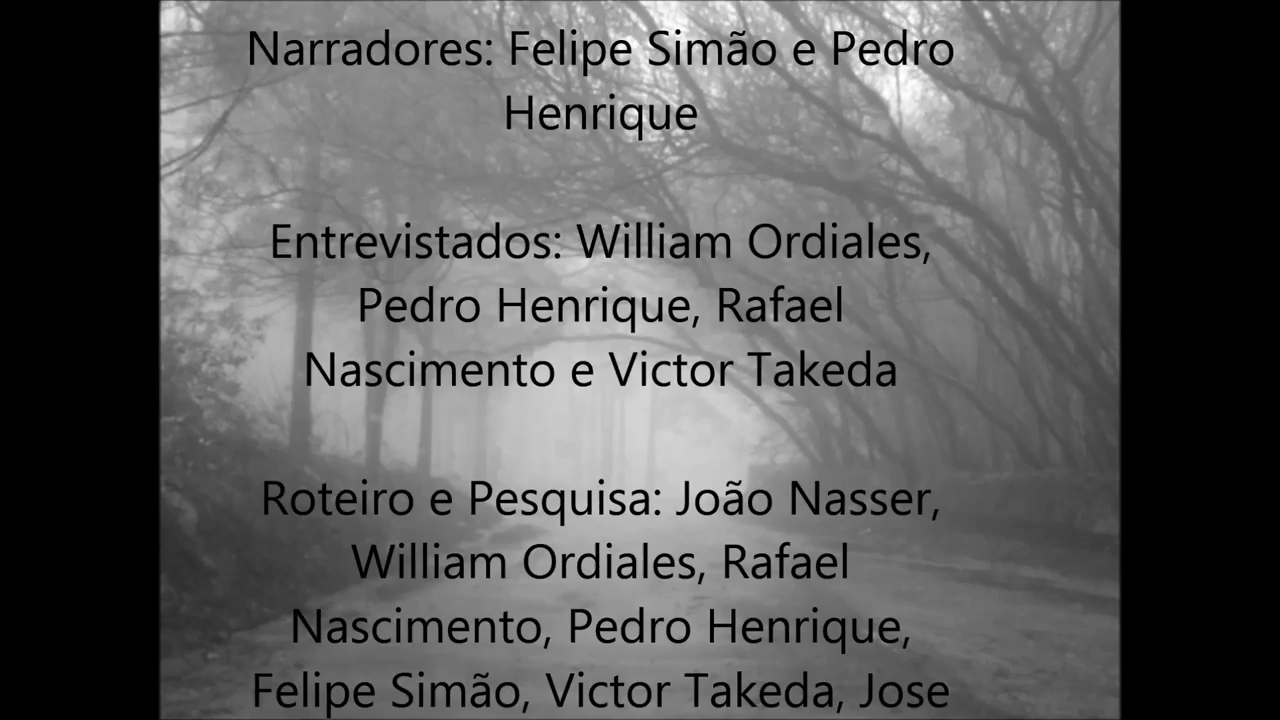 Narradores: Felipe Simão e Pedro
Henrique
Entrevistados: William Ordiales,
Pedro Henrique, Rafael
Nascimento e Victor Takeda
Roteiro e Pesquisa: João Nasser,
William Ordiales, Rafael
Nascimento, Pedro Henrique,
Felipe Simão, Victor Takeda, Jose